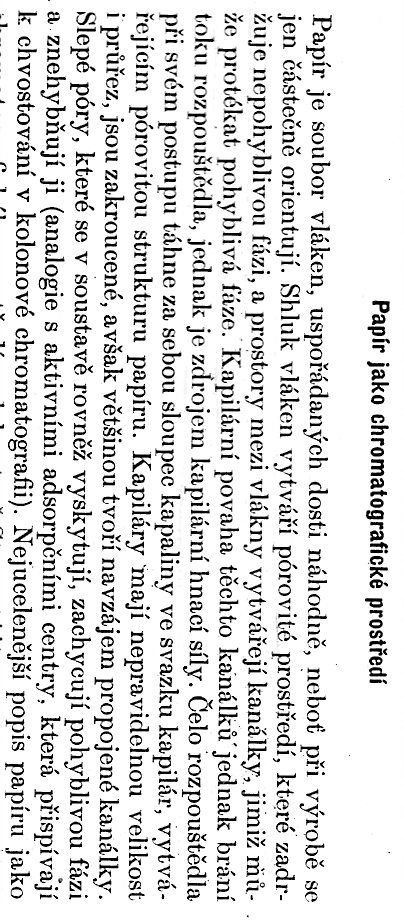 Papír jako chromatografické prostředí
Papír je soubor vláken, uspořádaných dosti náhodně, neboť při výrobě se
jen částečně orientují. Shluk vláken vytváří pórovité prostředí, které zadr-
žuje nepohyblivou fázi, a prostory mezi vlákny vytvářejí kanálky, jimiž mů-
že protékat pohyblivá fáze. Kapilární povaha těchto kanálků jednak brání
toku rozpouštědla, jednak je zdrojem kapilární hnací síly. Čelo rozpouštědla
při svém postupu táhne za sebou sloupec kapaliny ve svazku kapilár, vytvá-
řejícím pórovitou strukturu papíru. Kapiláry mají nepravidelnou velikost
i průřez, jsou zakroucené, avšak většinou tvoří navzájem propojené kanálky.
Slepé póry, které se v soustavě rovněž vyskytují, zachycují pohyblivou fázi
a znehybňují ji (analogie s aktivními adsorpčními centry, která přispívají
k chvostování v kolonové chromatografii). Nejucelenější popis papíru jako